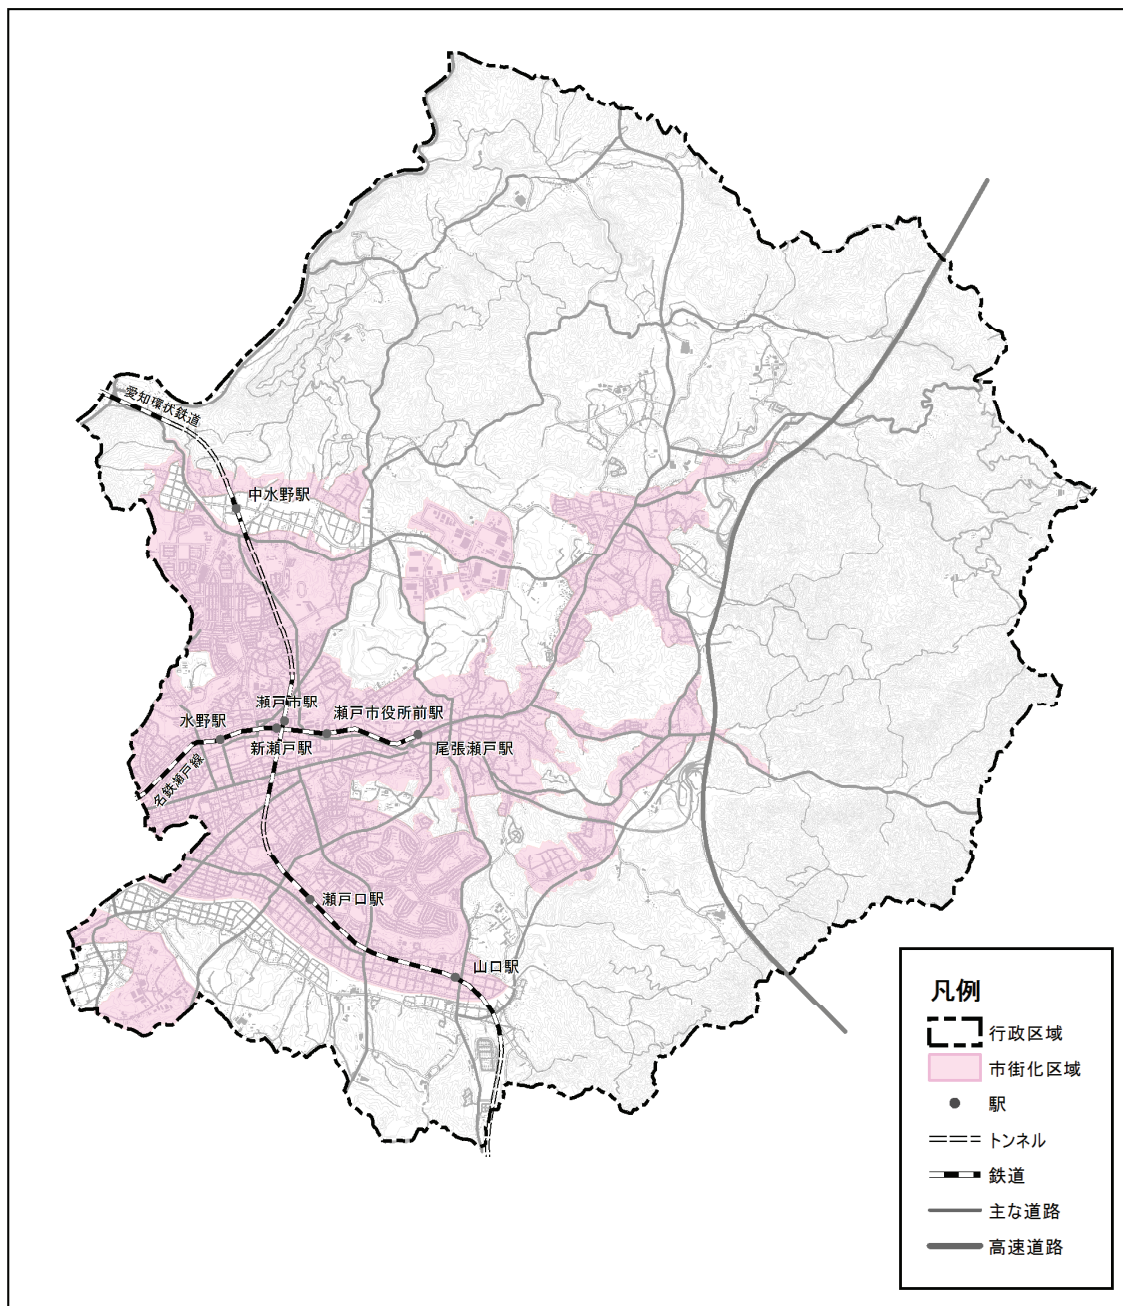 愛知環状鉄道
中水野駅
瀬戸市駅
瀬戸市役所前駅
水野駅
新瀬戸駅
尾張瀬戸駅
名鉄瀬戸線
瀬戸口駅
山口駅
凡例
行政区域
市街化区域
駅
トンネル
鉄道
主な道路
高速道路